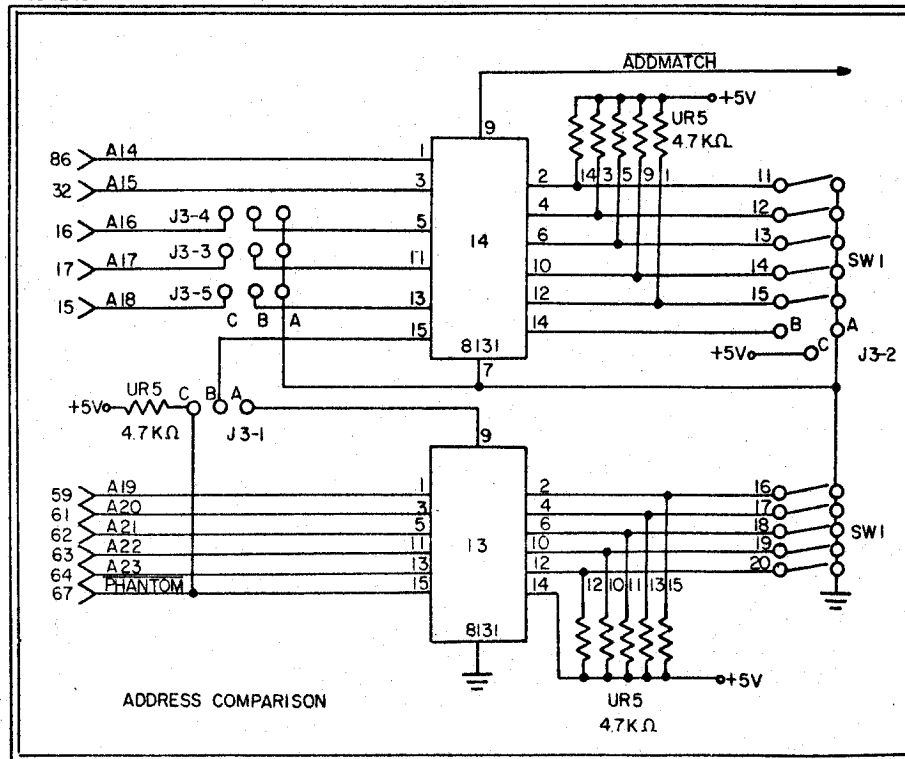 ADDMATCH
+5V
UR5
4.7KΩ
9
86 A14 1
32 A15 3
16 A16 J3-4 5
17 A17 J3-3 11
15 A18 J3-5 13
C B A
15
14
8131
7
2 14 3 5 9 1 11
4 12
6 13
10 14
12 15
14 B A
SW1
+5V C J3-2
UR5
+5V C B A
4.7KΩ J3-1
9
59 A19 1
61 A20 3
62 A21 5
63 A22 11
64 A23 13
67 PHANTOM 15
13
8131
2 16
4 17
6 18
10 19
12 20
14
12 10 11 13 15
SW1
+5V
UR5
4.7KΩ
ADDRESS COMPARISON